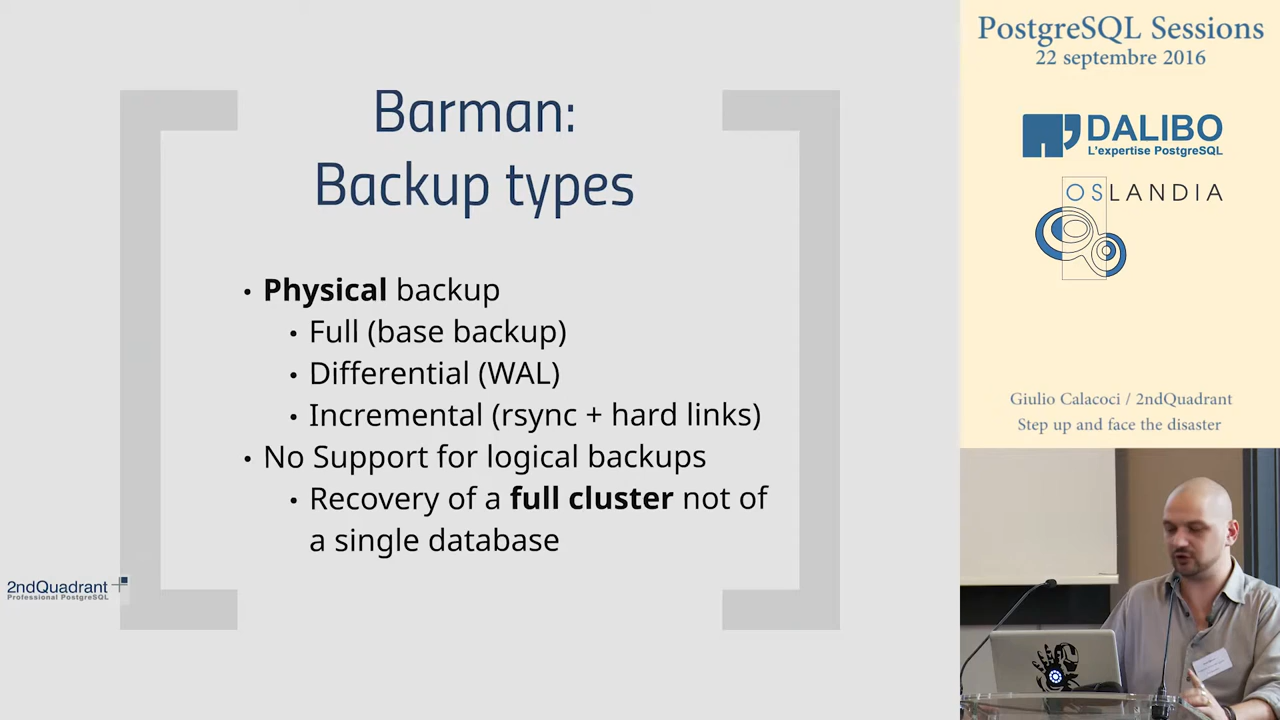 Barman:
Backup types
• Physical backup
• Full (base backup)
• Differential (WAL)
• Incremental (rsync + hard links)
• No Support for logical backups
• Recovery of a full cluster not of
a single database
2ndQuadrant
Professional PostgreSQL
PostgreSQL Sessions
22 septembre 2016
DALIBO
L'expertise PostgreSQL
OSLANDIA
Giulio Calacoci / 2ndQuadrant
Step up and face the disaster